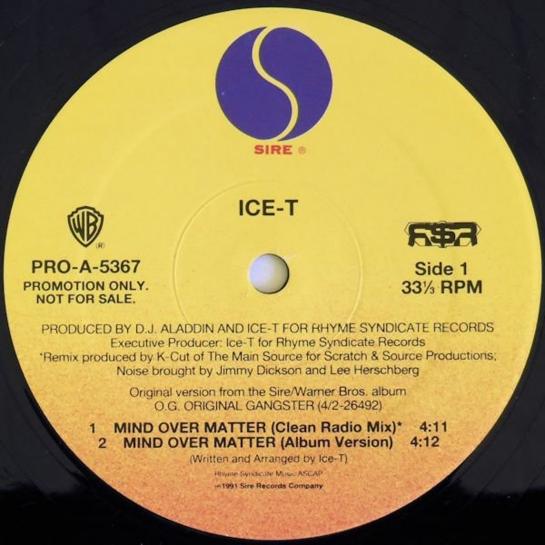 SIRE ®
ICE-T
WB
(R)
PRO-A-5367
PROMOTION ONLY.
NOT FOR SALE.
Side 1
33⅓ RPM
PRODUCED BY D.J. ALADDIN AND ICE-T FOR RHYME SYNDICATE RECORDS
Executive Producer: Ice-T for Rhyme Syndicate Records
*Remix produced by K-Cut of The Main Source for Scratch & Source Productions;
Noise brought by Jimmy Dickson and Lee Herschberg
Original version from the Sire/Warner Bros. album
O.G. ORIGINAL GANGSTER (4/2-26492)
1 MIND OVER MATTER (Clean Radio Mix)* 4:11
2 MIND OVER MATTER (Album Version) 4:12
(Written and Arranged by Ice-T)
Rhyme Syndicate Music ASCAP
℗1991 Sire Records Company